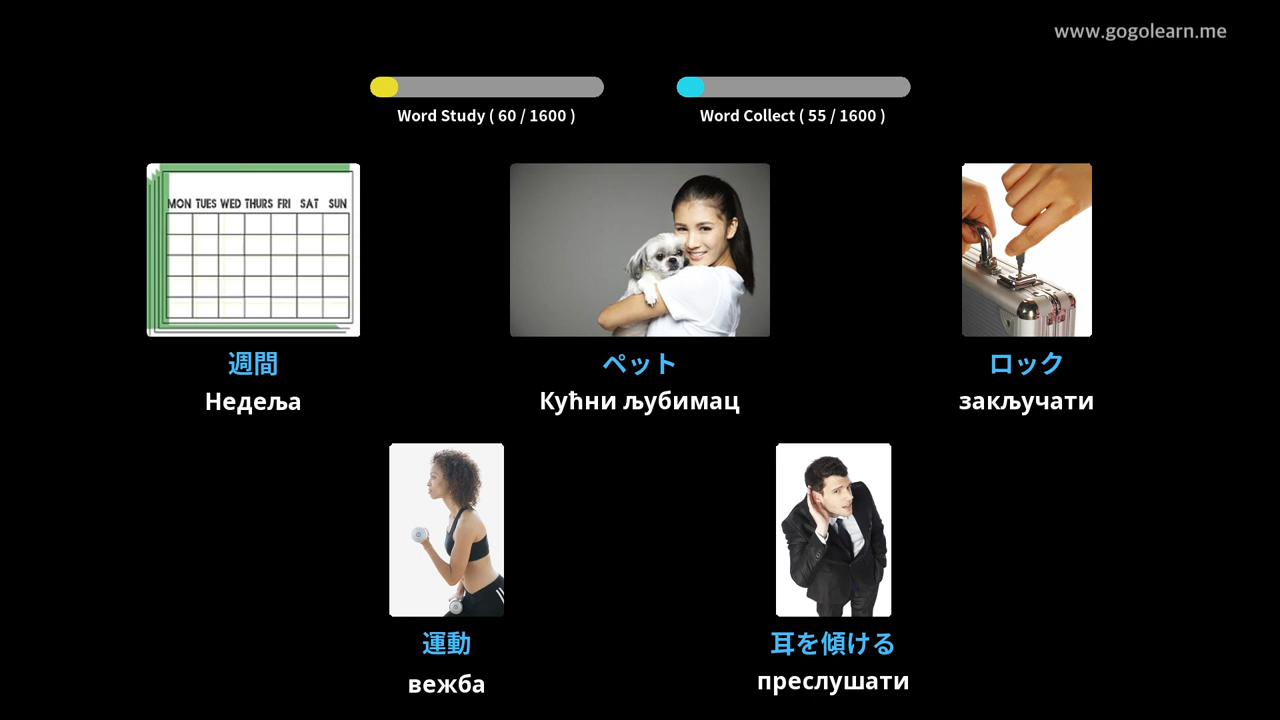 www.gogolearn.me
Word Study ( 60 / 1600 )
Word Collect ( 55 / 1600 )
MON TUES WED THURS FRI SAT SUN
週間
ペット
ロック
Недеља
Кућни љубимац
закључати
運動
耳を傾ける
вежба
преслушати